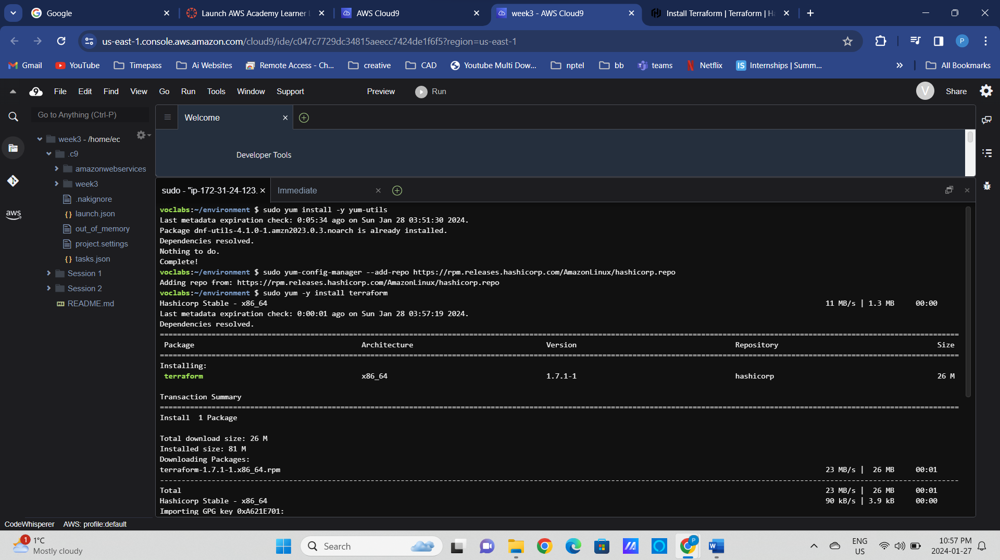 Google
Launch AWS Academy Learner
AWS Cloud9
week3 - AWS Cloud9
Install Terraform | Terraform | Ha
us-east-1.console.aws.amazon.com/cloud9/ide/c047c7729dc34815aeecc7424de1f6f5?region=us-east-1
P
Gmail
YouTube
Timepass
Ai Websites
Remote Access - Ch...
creative
CAD
Youtube Multi Dow...
nptel
bb
teams
Netflix
IS
Internships | Summ...
All Bookmarks
9
File
Edit
Find
View
Go
Run
Tools
Window
Support
Preview
Run
V
Share
Go to Anything (Ctrl-P)
Welcome
Developer Tools
week3 - /home/ec
.c9
amazonwebservices
week3
.nakignore
launch.json
out_of_memory
project.settings
tasks.json
Session 1
Session 2
README.md
aws
sudo - "ip-172-31-24-123.
Immediate
voclabs:~/environment $ sudo yum install -y yum-utils
Last metadata expiration check: 0:05:34 ago on Sun Jan 28 03:51:30 2024.
Package dnf-utils-4.1.0-1.amzn2023.0.3.noarch is already installed.
Dependencies resolved.
Nothing to do.
Complete!
voclabs:~/environment $ sudo yum-config-manager --add-repo https://rpm.releases.hashicorp.com/AmazonLinux/hashicorp.repo
Adding repo from: https://rpm.releases.hashicorp.com/AmazonLinux/hashicorp.repo
voclabs:~/environment $ sudo yum -y install terraform
Hashicorp Stable - x86_64 11 MB/s | 1.3 MB 00:00
Last metadata expiration check: 0:00:01 ago on Sun Jan 28 03:57:19 2024.
Dependencies resolved.
Package Architecture Version Repository Size
Installing:
terraform x86_64 1.7.1-1 hashicorp 26 M
Transaction Summary
Install 1 Package
Total download size: 26 M
Installed size: 81 M
Downloading Packages:
terraform-1.7.1-1.x86_64.rpm 23 MB/s | 26 MB 00:01
Total 23 MB/s | 26 MB 00:01
Hashicorp Stable - x86_64 90 kB/s | 3.9 kB 00:00
Importing GPG key 0xA621E701:
CodeWhisperer
AWS: profile:default
1
1°C
Mostly cloudy
Search
P
W
ENG
US
10:57 PM
2024-01-27